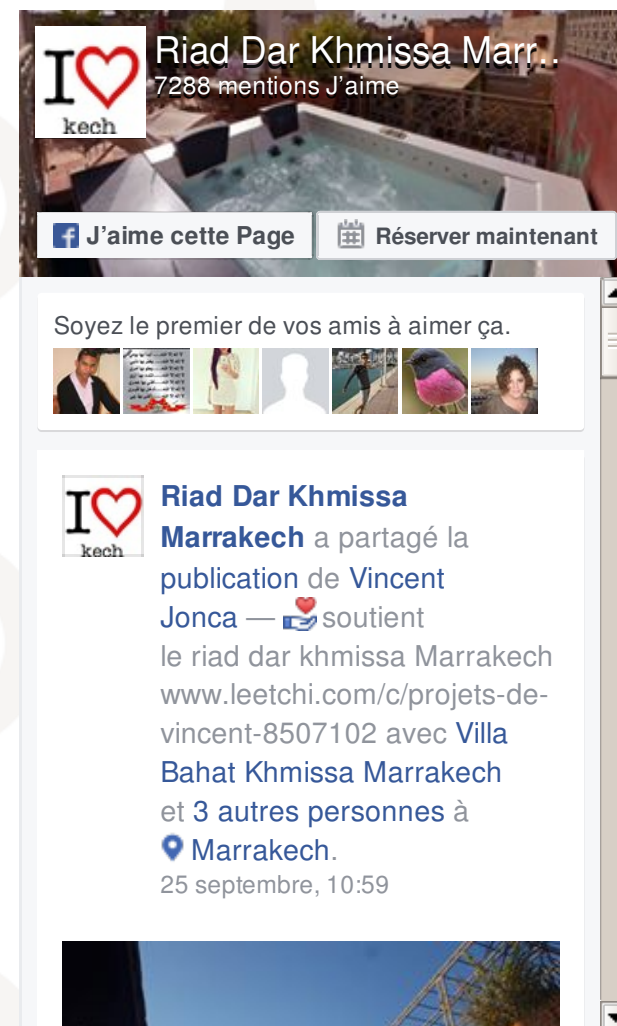 I
kech
Riad Dar Khmissa Marr..
7288 mentions J'aime
J'aime cette Page
Réserver maintenant
Soyez le premier de vos amis à aimer ça.
I
kech
Riad Dar Khmissa
Marrakech a partagé la
publication de Vincent
Jonca — soutient
le riad dar khmissa Marrakech
www.leetchi.com/c/projets-de-
vincent-8507102 avec Villa
Bahat Khmissa Marrakech
et 3 autres personnes à
Marrakech.
25 septembre, 10:59